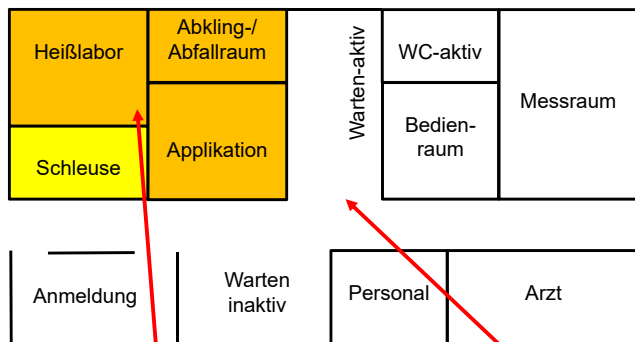 Heißlabor
Abkling-/
Abfallraum
Warten-aktiv
WC-aktiv
Messraum
Schleuse
Applikation
Bedien-
raum
Anmeldung
Warten
inaktiv
Personal
Arzt